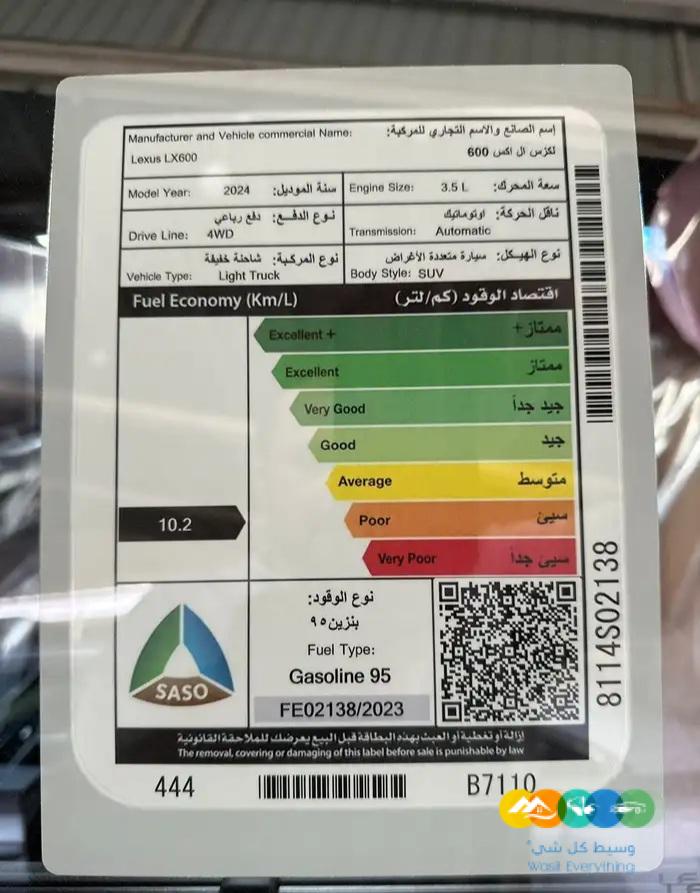 Manufacturer and Vehicle commercial Name: إسم الصانع والاسم التجاري للمركبة:
Lexus LX600 لكزس ال اكس 600
Model Year: 2024 سنة الموديل:
Engine Size: 3.5 L سعة المحرك:
نوع الدفع: دفع رباعي
Drive Line: 4WD
ناقل الحركة: اوتوماتيك
Transmission: Automatic
نوع المركبة: شاحنة خفيفة
Vehicle Type: Light Truck
نوع الهيكل: سيارة متعددة الأغراض
Body Style: SUV
Fuel Economy (Km/L) اقتصاد الوقود (كم/لتر)
Excellent + ممتاز+
Excellent ممتاز
Very Good جيد جداً
Good جيد
Average متوسط
10.2
Poor سيئ
Very Poor سيئ جداً
SASO
نوع الوقود:
بنزين ٩٥
Fuel Type:
Gasoline 95
FE02138/2023
8114S02138
إزالة أو تغطية أو العبث بهذه البطاقة قبل البيع يعرضك للملاحقة القانونية
The removal, covering or damaging of this label before sale is punishable by law
444
B7110
وسيط كل شيء
Wasit Everything